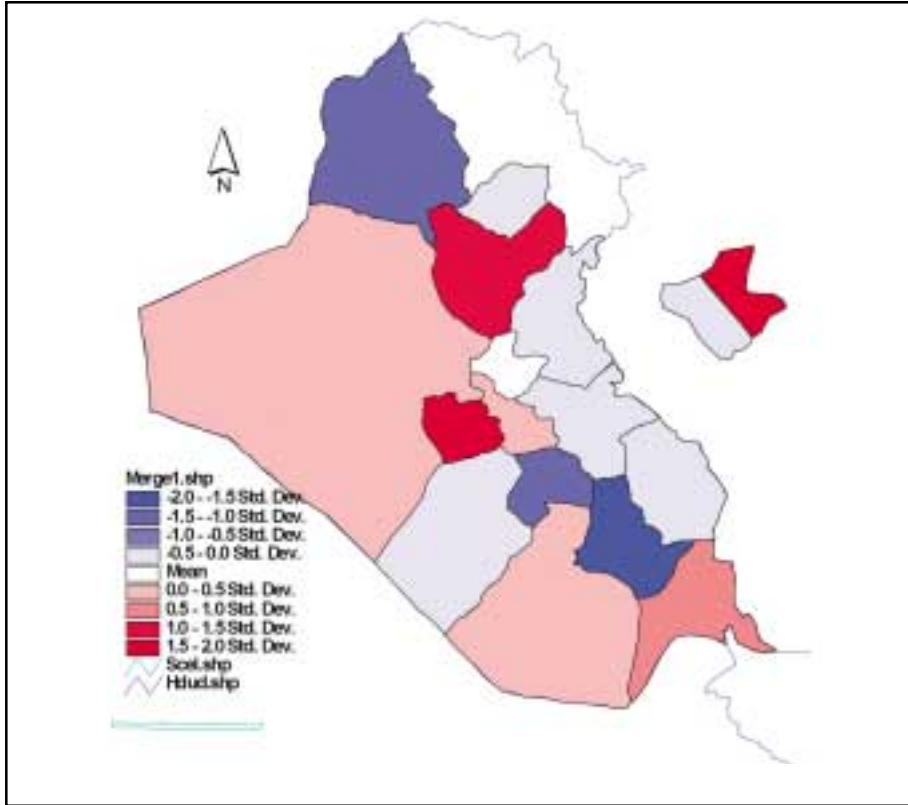 N
Merge1.shp
-2.0 - -1.5 Std. Dev.
-1.5 - -1.0 Std. Dev.
-1.0 - -0.5 Std. Dev.
-0.5 - 0.0 Std. Dev.
Mean
0.0 - 0.5 Std. Dev.
0.5 - 1.0 Std. Dev.
1.0 - 1.5 Std. Dev.
1.5 - 2.0 Std. Dev.
Scel.shp
Hdud.shp